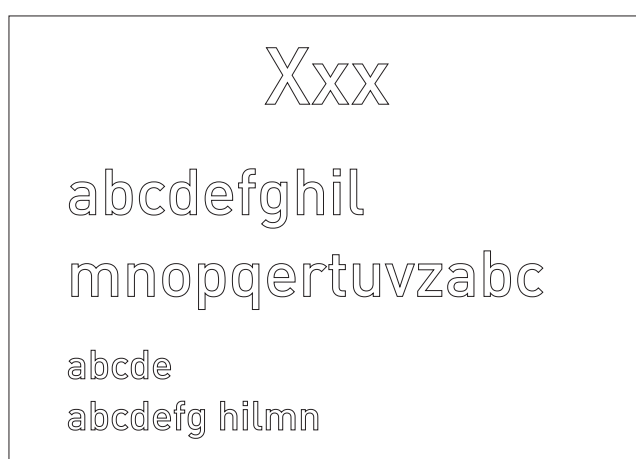 Xxx
abcdefghil
mnopqertuvzabc
abcde
abcdefg hilmn